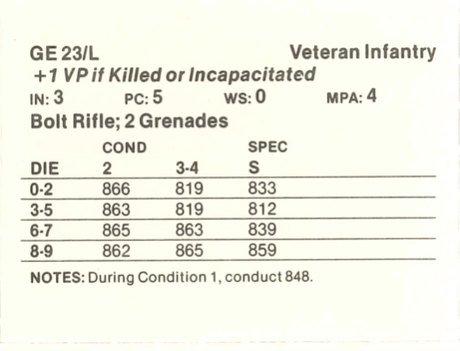 GE 23/L Veteran Infantry
+1 VP if Killed or Incapacitated
IN: 3 PC: 5 WS: 0 MPA: 4
Bolt Rifle; 2 Grenades
COND SPEC
DIE 2 3-4 S
0-2 866 819 833
3-5 863 819 812
6-7 865 863 839
8-9 862 865 859
NOTES: During Condition 1, conduct 848.